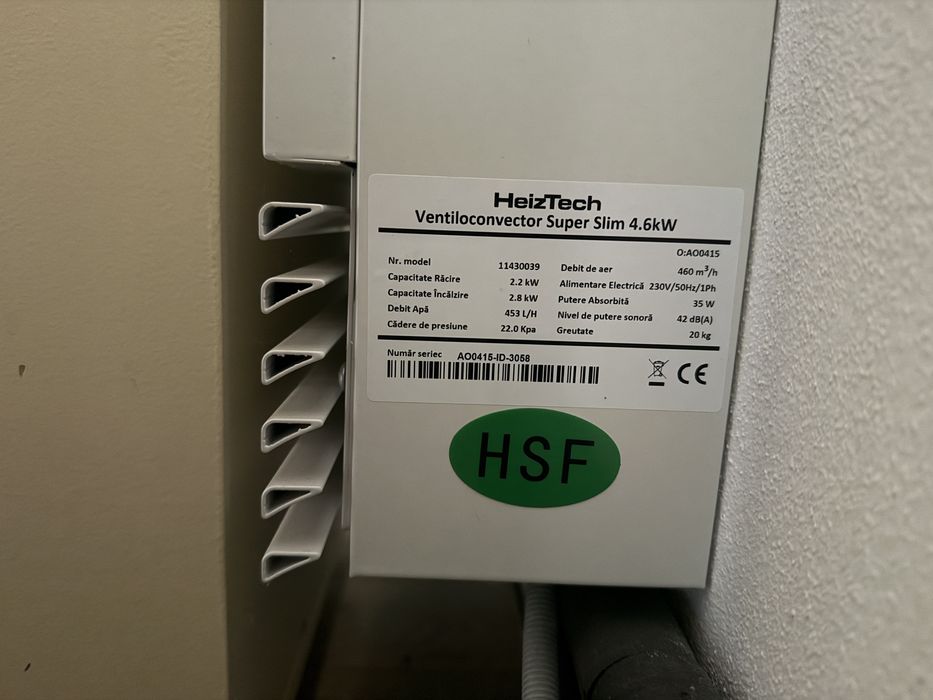 HeizTech
Ventiloconvector Super Slim 4.6kW
O:AO0415
Nr. model 11430039
Capacitate Răcire 2.2 kW
Capacitate Încălzire 2.8 kW
Debit Apă 453 L/H
Cădere de presiune 22.0 Kpa
Debit de aer 460 m³/h
Alimentare Electrică 230V/50Hz/1Ph
Putere Absorbită 35 W
Nivel de putere sonoră 42 dB(A)
Greutate 20 kg
Număr seriec AO0415-ID-3058
CE
HSF